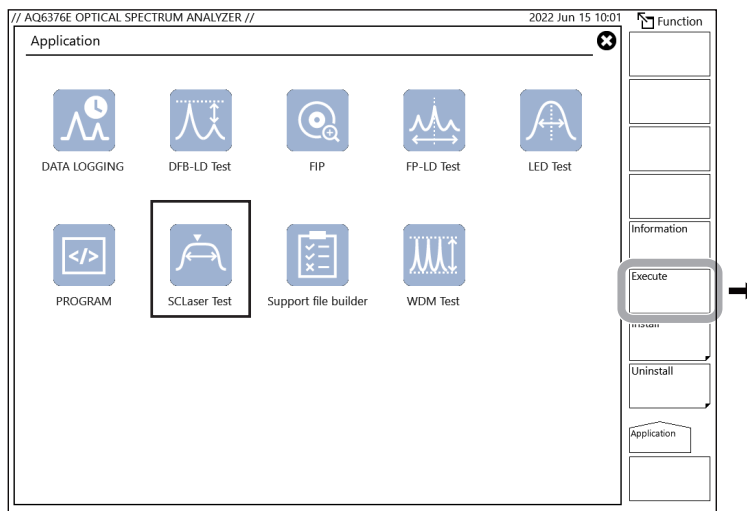 // AQ6376E OPTICAL SPECTRUM ANALYZER // 2022 Jun 15 10:01
Function
Application
DATA LOGGING DFB-LD Test FIP FP-LD Test LED Test
Information
Execute
</>
PROGRAM SCLaser Test Support file builder WDM Test
Install
Uninstall
Application